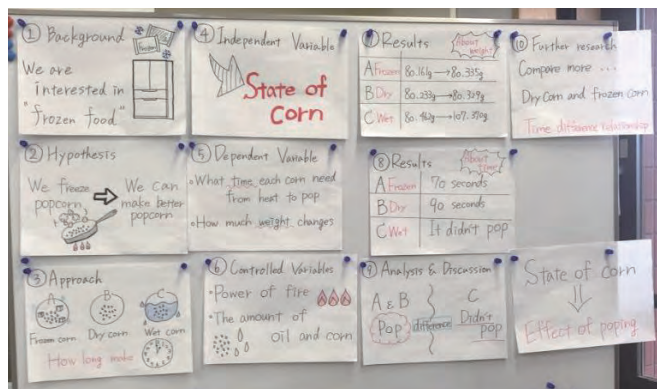 ① Background
Frozen
We are
interested in
"frozen food"
② Hypothesis
We freeze
popcorn
We can
make better
popcorn
③ Approach
A
B
C
Frozen corn
Dry corn
Wet corn
How long make
④ Independent Variable
State of
Corn
⑤ Dependent Variable
•What time each corn need
from heat to pop
•How much weight changes
⑥ Controlled Variables
•Power of fire
•The amount of
oil and corn
⑦ Results
About weight
A Frozen 80.161g→80.335g
B Dry 80.233g→80.329g
C Wet 80.162g→107.370g
⑧ Results
About time
A Frozen 70 seconds
B Dry 90 seconds
C Wet It didn't pop
⑨ Analysis & Discussion
A & B
Pop
difference
C
Didn't
pop
⑩ Further research
Compare more ...
Dry corn and frozen corn
Time difference relationship
State of corn
Effect of poping